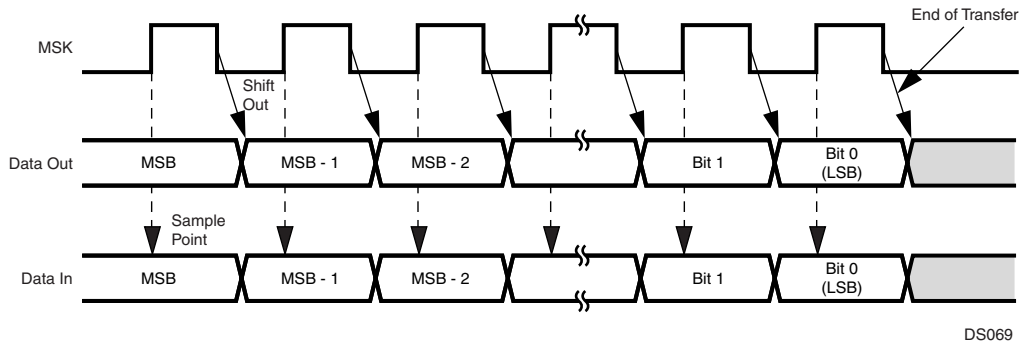 End of Transfer
MSK
Shift
Out
Data Out
MSB
MSB - 1
MSB - 2
Bit 1
Bit 0
(LSB)
Sample
Point
Data In
MSB
MSB - 1
MSB - 2
Bit 1
Bit 0
(LSB)
DS069